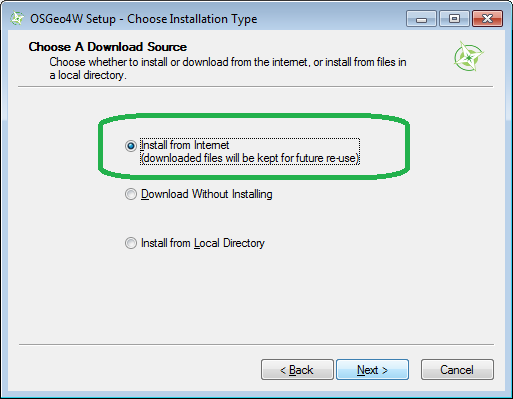 OSGeo4W Setup - Choose Installation Type
Choose A Download Source
Choose whether to install or download from the internet, or install from files in
a local directory.
Install from Internet
(downloaded files will be kept for future re-use)
Download Without Installing
Install from Local Directory
< Back
Next >
Cancel